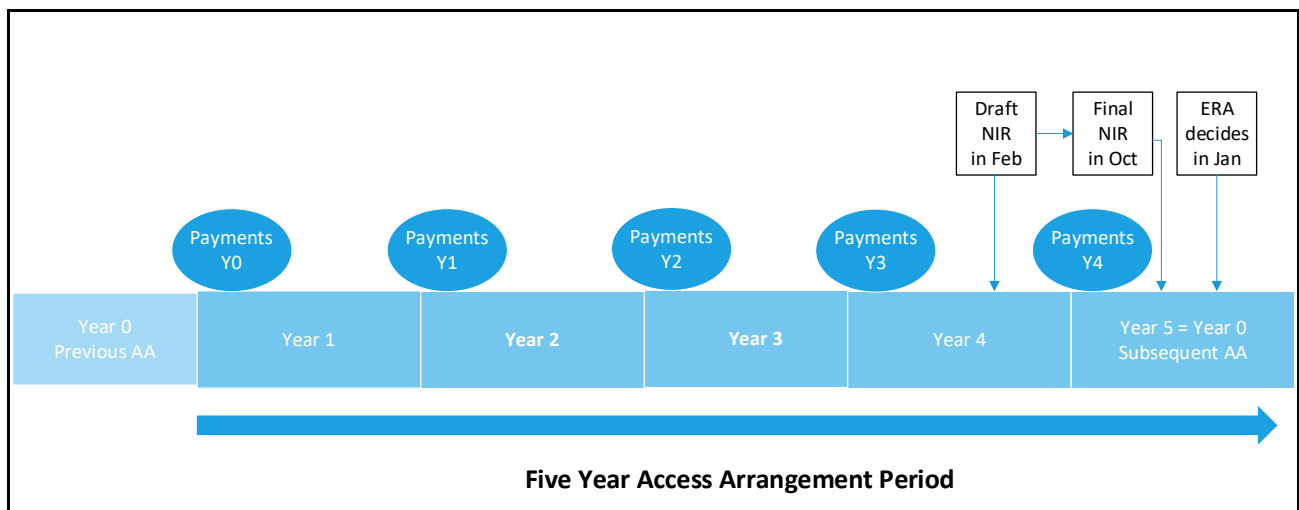 Draft
NIR
in Feb
Final
NIR
in Oct
ERA
decides
in Jan
Payments
Y0
Payments
Y1
Payments
Y2
Payments
Y3
Payments
Y4
Year 0
Previous AA
Year 1
Year 2
Year 3
Year 4
Year 5 = Year 0
Subsequent AA
Five Year Access Arrangement Period